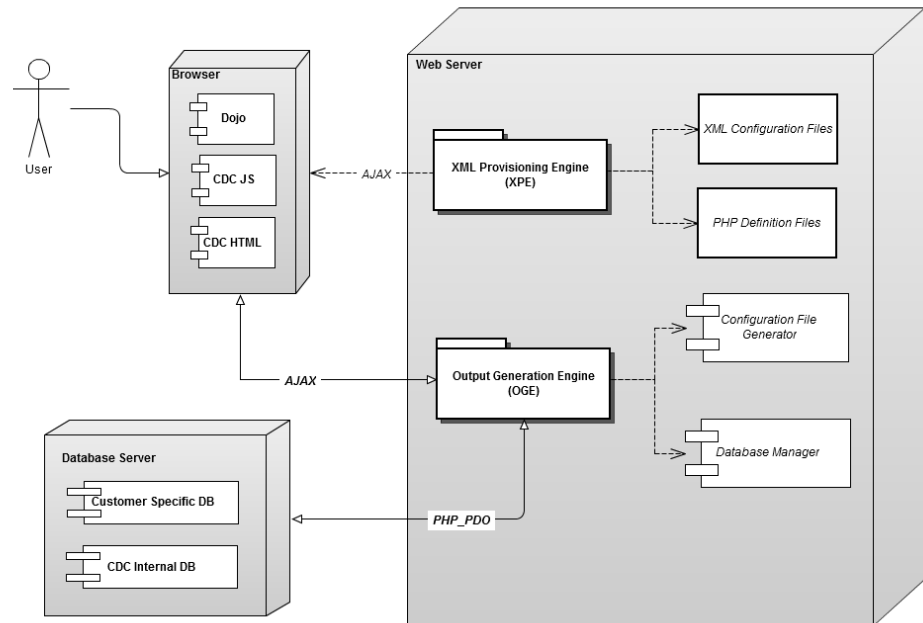 Web Server
Browser
Dojo
CDC JS
CDC HTML
User
AJAX
XML Provisioning Engine
(XPE)
XML Configuration Files
PHP Definition Files
Configuration File
Generator
Output Generation Engine
(OGE)
AJAX
Database Manager
Database Server
Customer Specific DB
CDC Internal DB
PHP_PDO